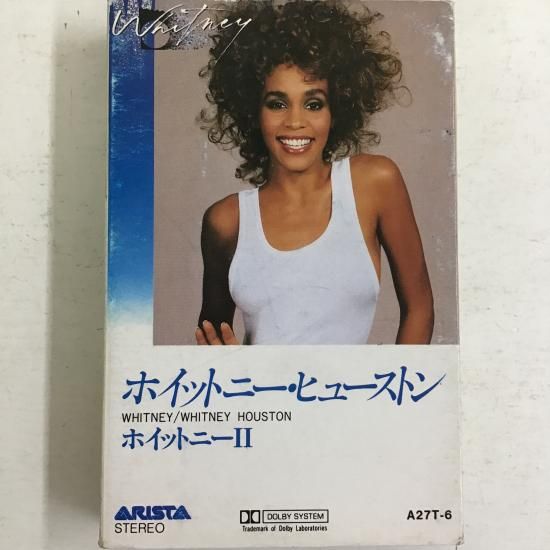 Whitney
ホイットニー・ヒューストン
WHITNEY/WHITNEY HOUSTON
ホイットニーII
ARISTA
STEREO
DOLBY SYSTEM
Trademark of Dolby Laboratories
A27T-6